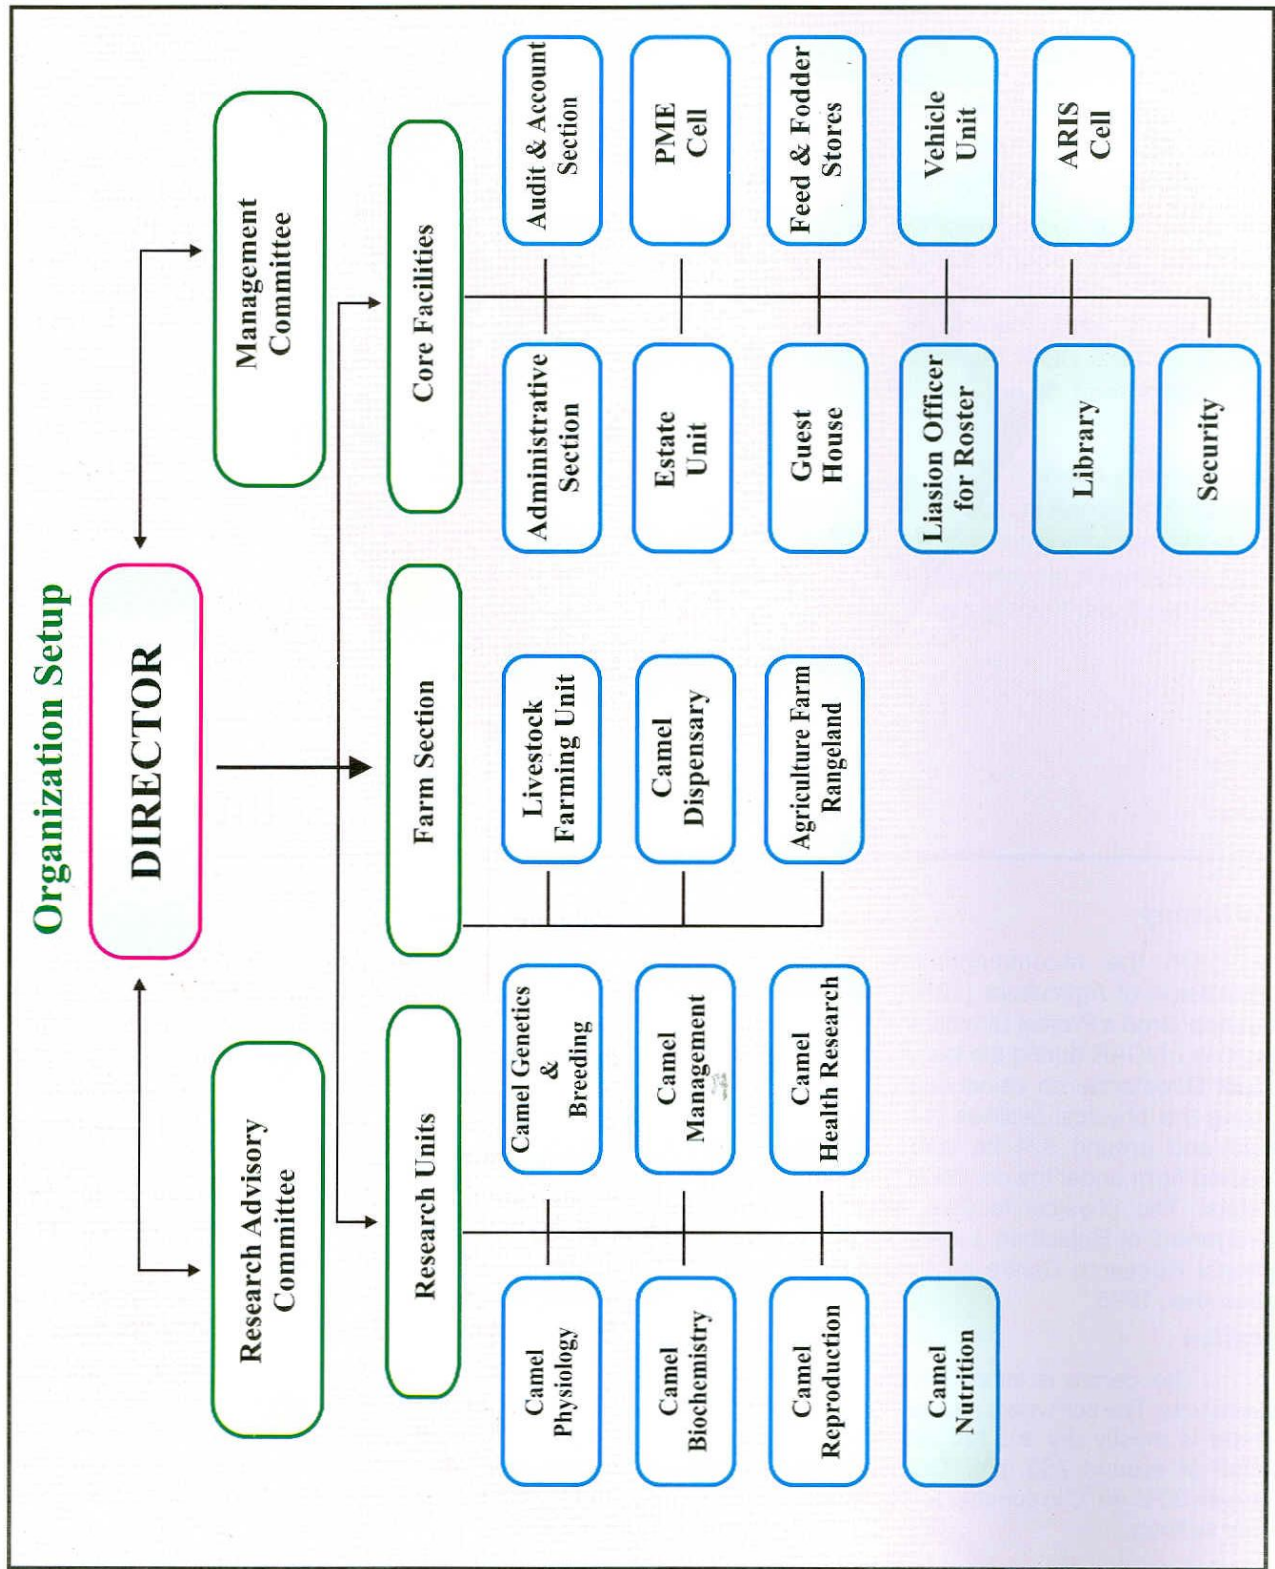 Organization Setup
DIRECTOR
Research Advisory
Committee
Management
Committee
Research Units
Farm Section
Core Facilities
Camel
Physiology
Camel Genetics
&
Breeding
Camel
Biochemistry
Camel
Management
Camel
Reproduction
Camel
Health Research
Camel
Nutrition
Livestock
Farming Unit
Camel
Dispensary
Agriculture Farm
Rangeland
Administrative
Section
Audit & Account
Section
Estate
Unit
PME
Cell
Guest
House
Feed & Fodder
Stores
Liasion Officer
for Roster
Vehicle
Unit
Library
ARIS
Cell
Security